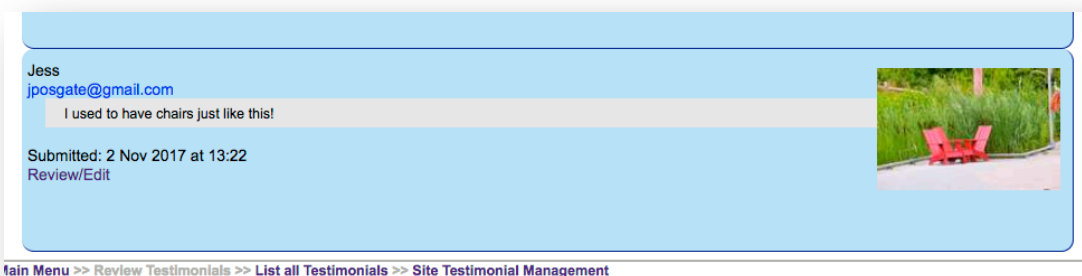 Jess
jposgate@gmail.com
I used to have chairs just like this!
Submitted: 2 Nov 2017 at 13:22
Review/Edit
Main Menu >> Review Testimonials >> List all Testimonials >> Site Testimonial Management